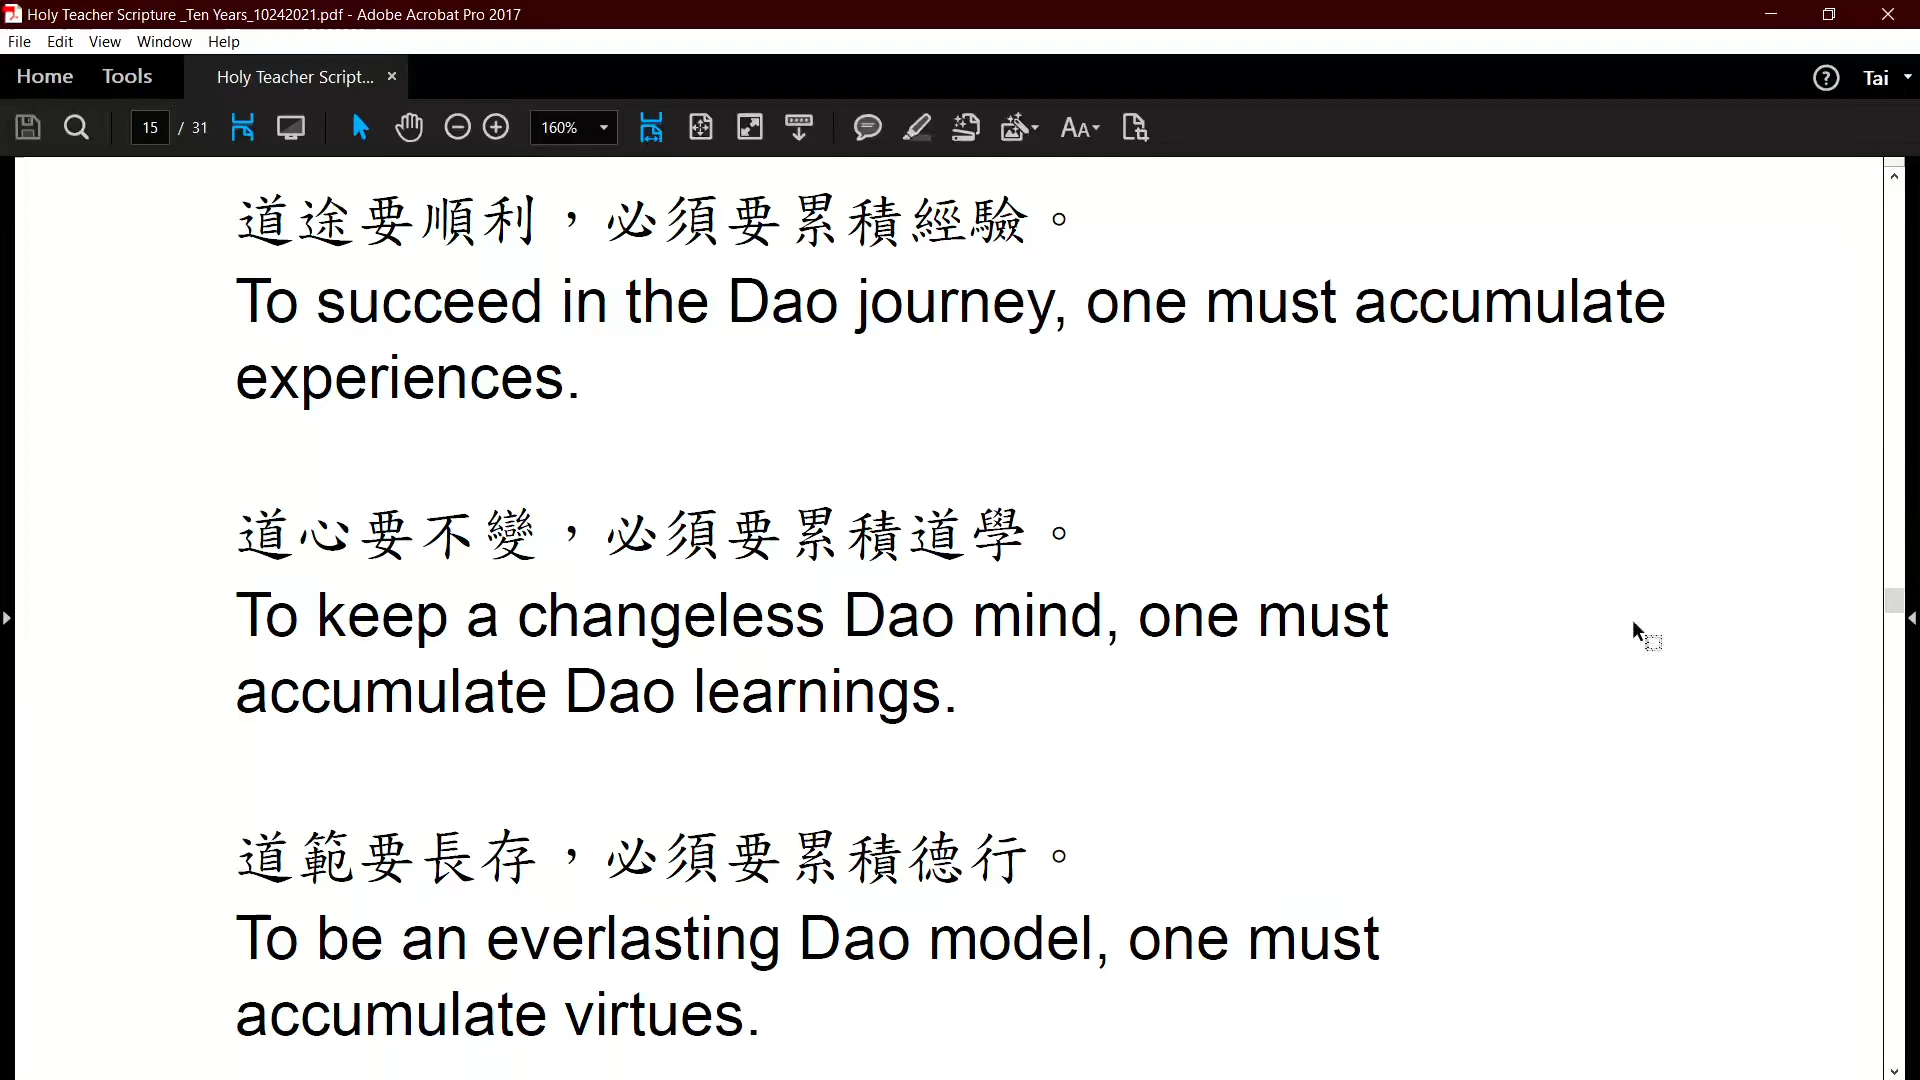 Holy Teacher Scripture _Ten Years_10242021.pdf - Adobe Acrobat Pro 2017
File Edit View Window Help
Home Tools Holy Teacher Script... × Tai
15 / 31 160%
道途要順利，必須要累積經驗。
To succeed in the Dao journey, one must accumulate
experiences.
道心要不變，必須要累積道學。
To keep a changeless Dao mind, one must
accumulate Dao learnings.
道範要長存，必須要累積德行。
To be an everlasting Dao model, one must
accumulate virtues.